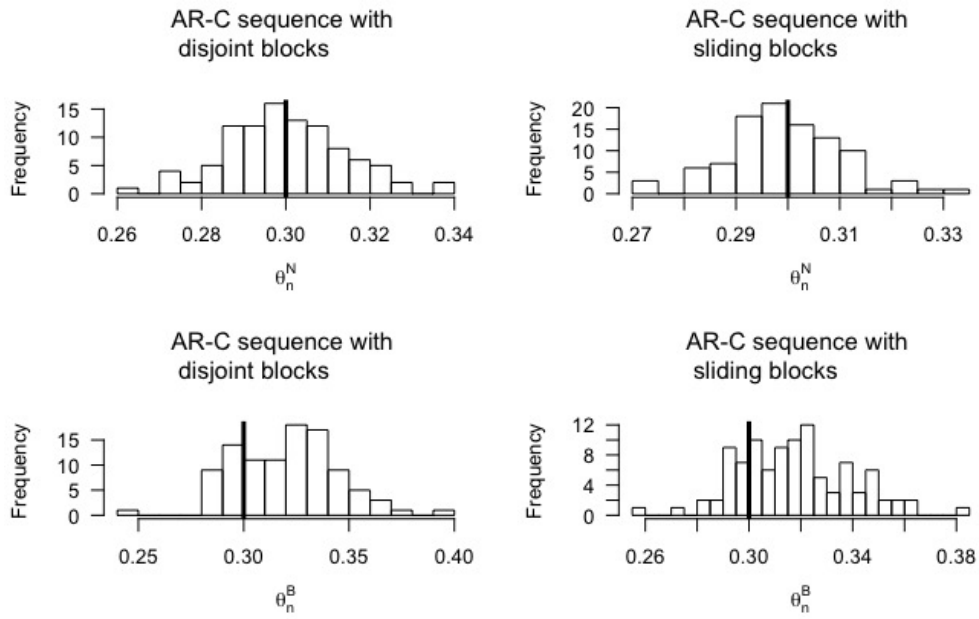 AR-C sequence with
disjoint blocks
Frequency
15
10
5
0
0.26 0.28 0.30 0.32 0.34
θₙᴺ
AR-C sequence with
sliding blocks
Frequency
20
15
10
5
0
0.27 0.29 0.31 0.33
θₙᴺ
AR-C sequence with
disjoint blocks
Frequency
15
10
5
0
0.25 0.30 0.35 0.40
θₙᴮ
AR-C sequence with
sliding blocks
Frequency
12
8
4
0
0.26 0.30 0.34 0.38
θₙᴮ